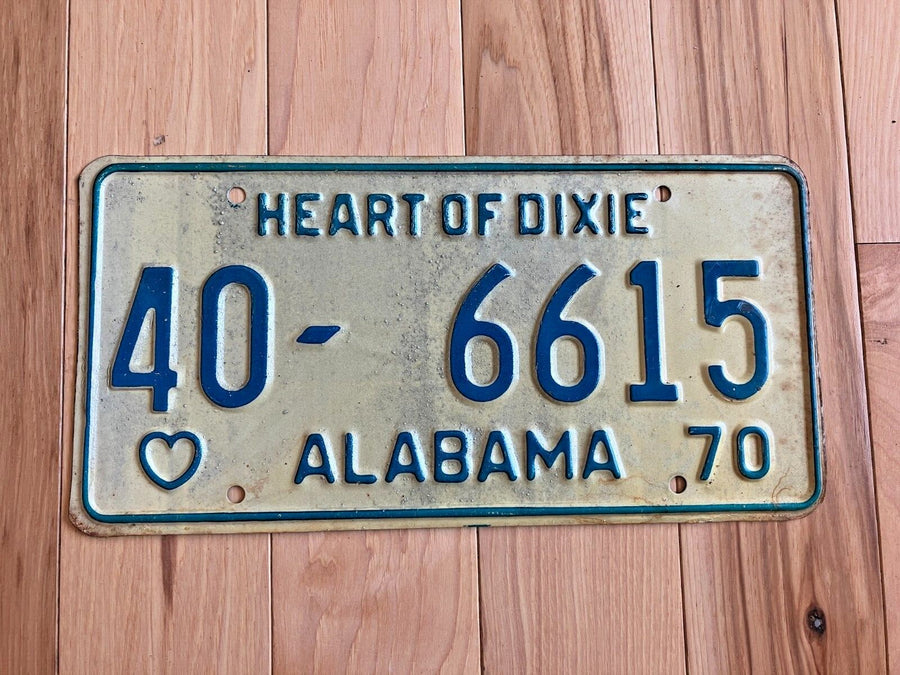 HEART OF DIXIE
40- 6615
ALABAMA 70